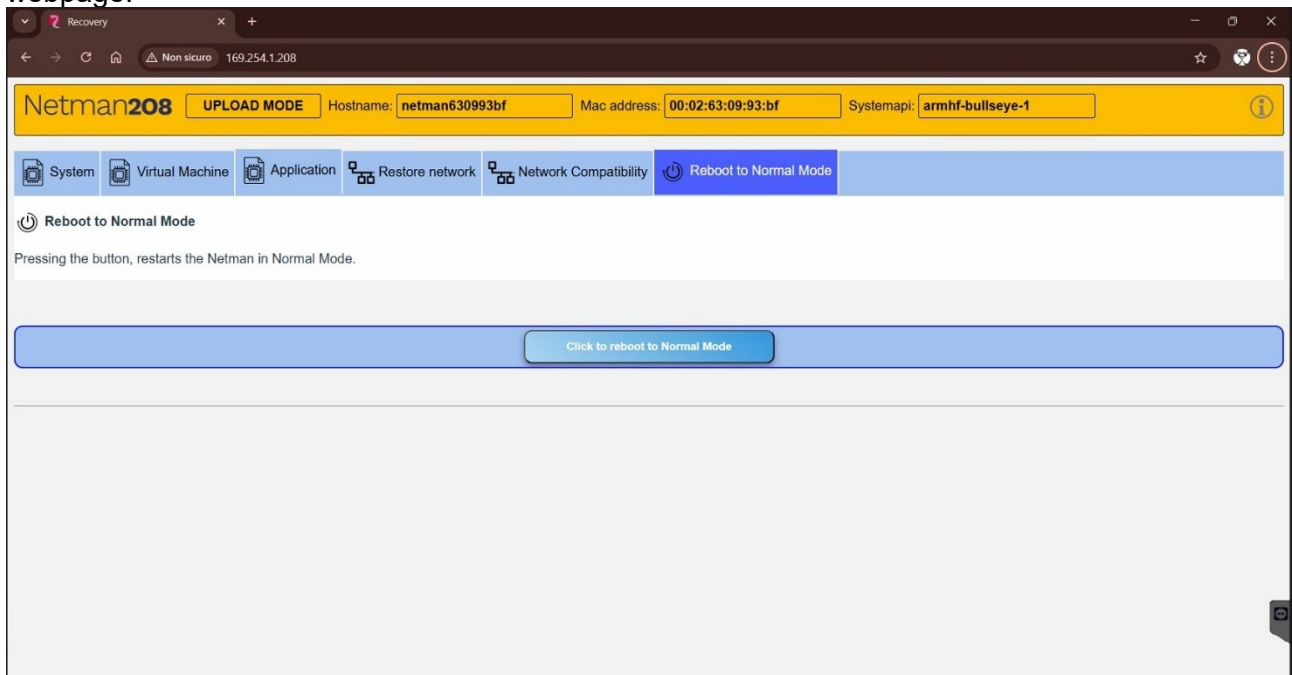 webpage.
Recovery
Non sicuro 169.254.1.208
Netman208 UPLOAD MODE Hostname: netman630993bf Mac address: 00:02:63:09:93:bf Systemapi: armhf-bullseye-1
System Virtual Machine Application Restore network Network Compatibility Reboot to Normal Mode
Reboot to Normal Mode
Pressing the button, restarts the Netman in Normal Mode.
Click to reboot to Normal Mode